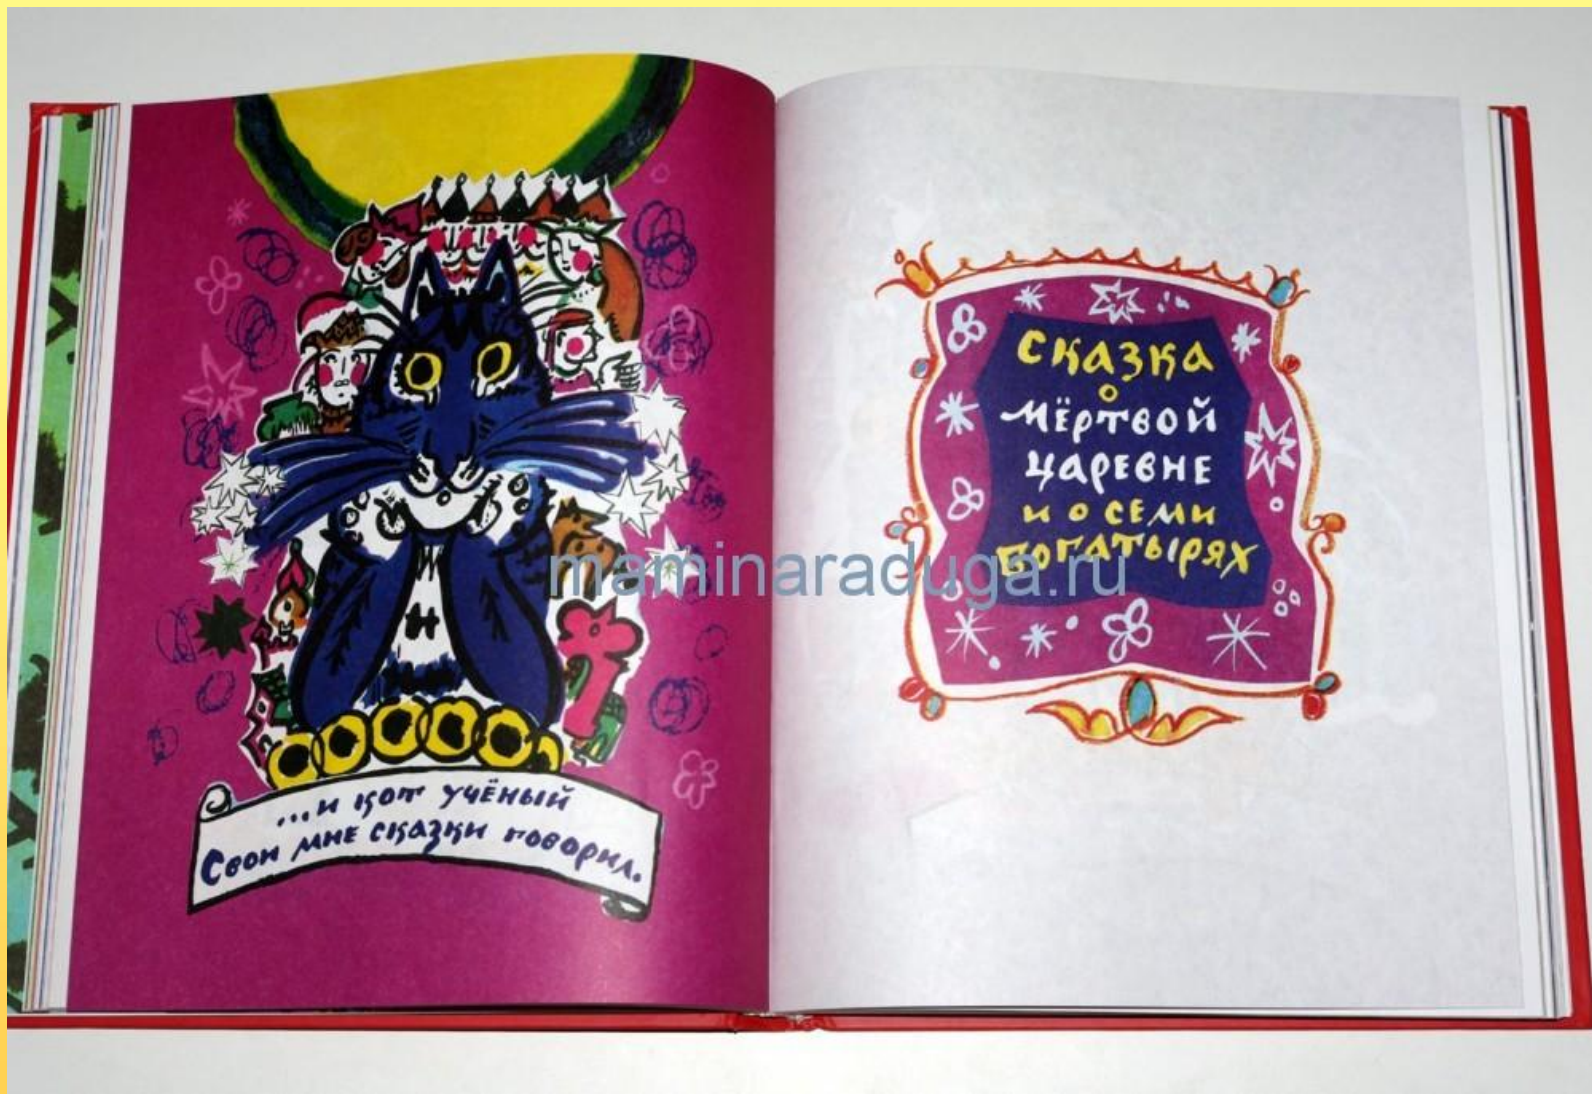 ...и кот учёный
Свои мне сказки говорил.
Сказка
о
мёртвой
царевне
и о семи
богатырях
maminaraduga.ru